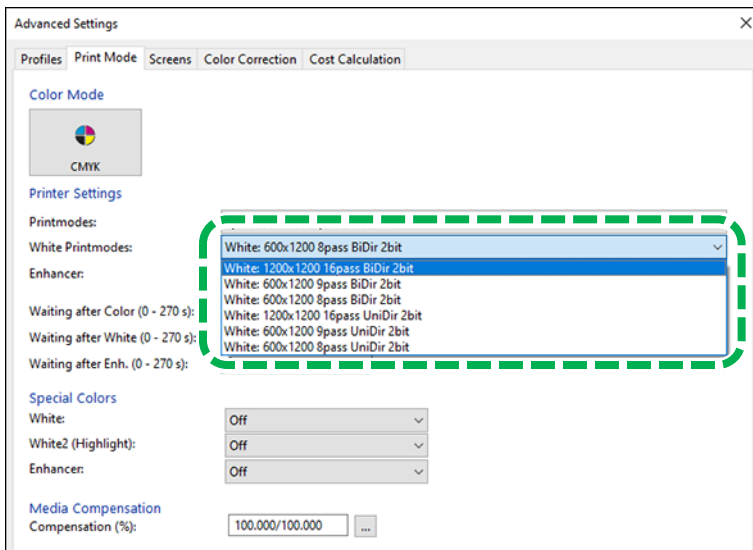 Advanced Settings
Profiles Print Mode Screens Color Correction Cost Calculation
Color Mode
CMYK
Printer Settings
Printmodes:
White Printmodes: White: 600x1200 8pass BiDir 2bit
Enhancer: White: 1200x1200 16pass BiDir 2bit
White: 600x1200 9pass BiDir 2bit
White: 600x1200 8pass BiDir 2bit
Waiting after Color (0 - 270 s): White: 1200x1200 16pass UniDir 2bit
Waiting after White (0 - 270 s): White: 600x1200 9pass UniDir 2bit
White: 600x1200 8pass UniDir 2bit
Waiting after Enh. (0 - 270 s):
Special Colors
White: Off
White2 (Highlight): Off
Enhancer: Off
Media Compensation
Compensation (%): 100.000/100.000 ...